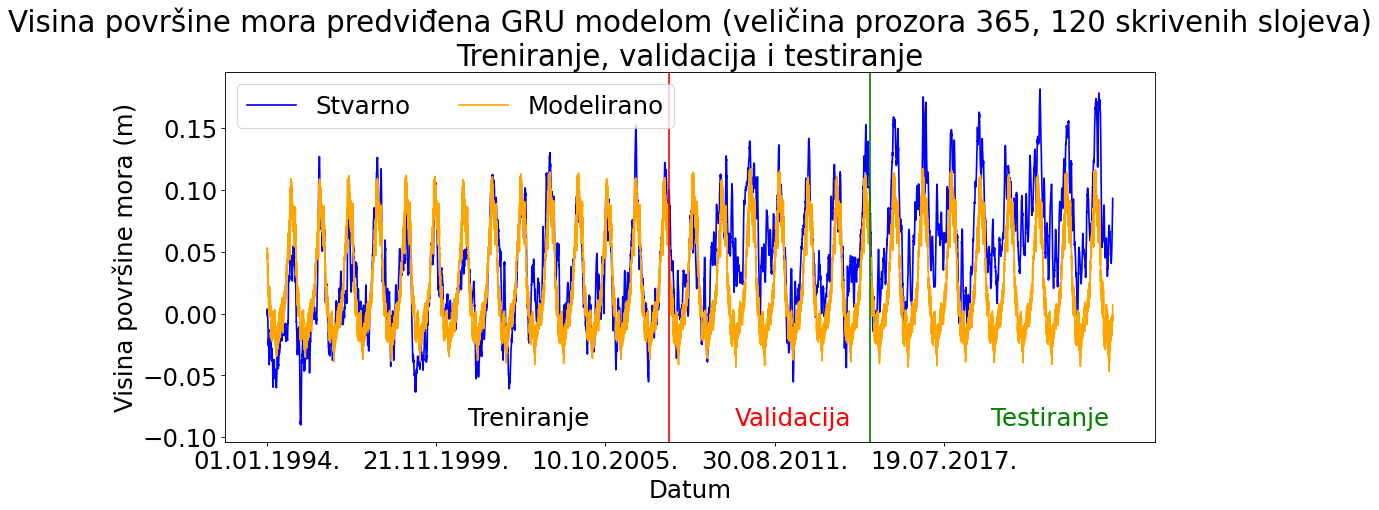 Visina površine mora predviđena GRU modelom (veličina prozora 365, 120 skrivenih slojeva)
Treniranje, validacija i testiranje
Stvarno
Modelirano
Visina površine mora (m)
0.15
0.10
0.05
0.00
−0.05
−0.10
Treniranje
Validacija
Testiranje
01.01.1994.
21.11.1999.
10.10.2005.
30.08.2011.
19.07.2017.
Datum